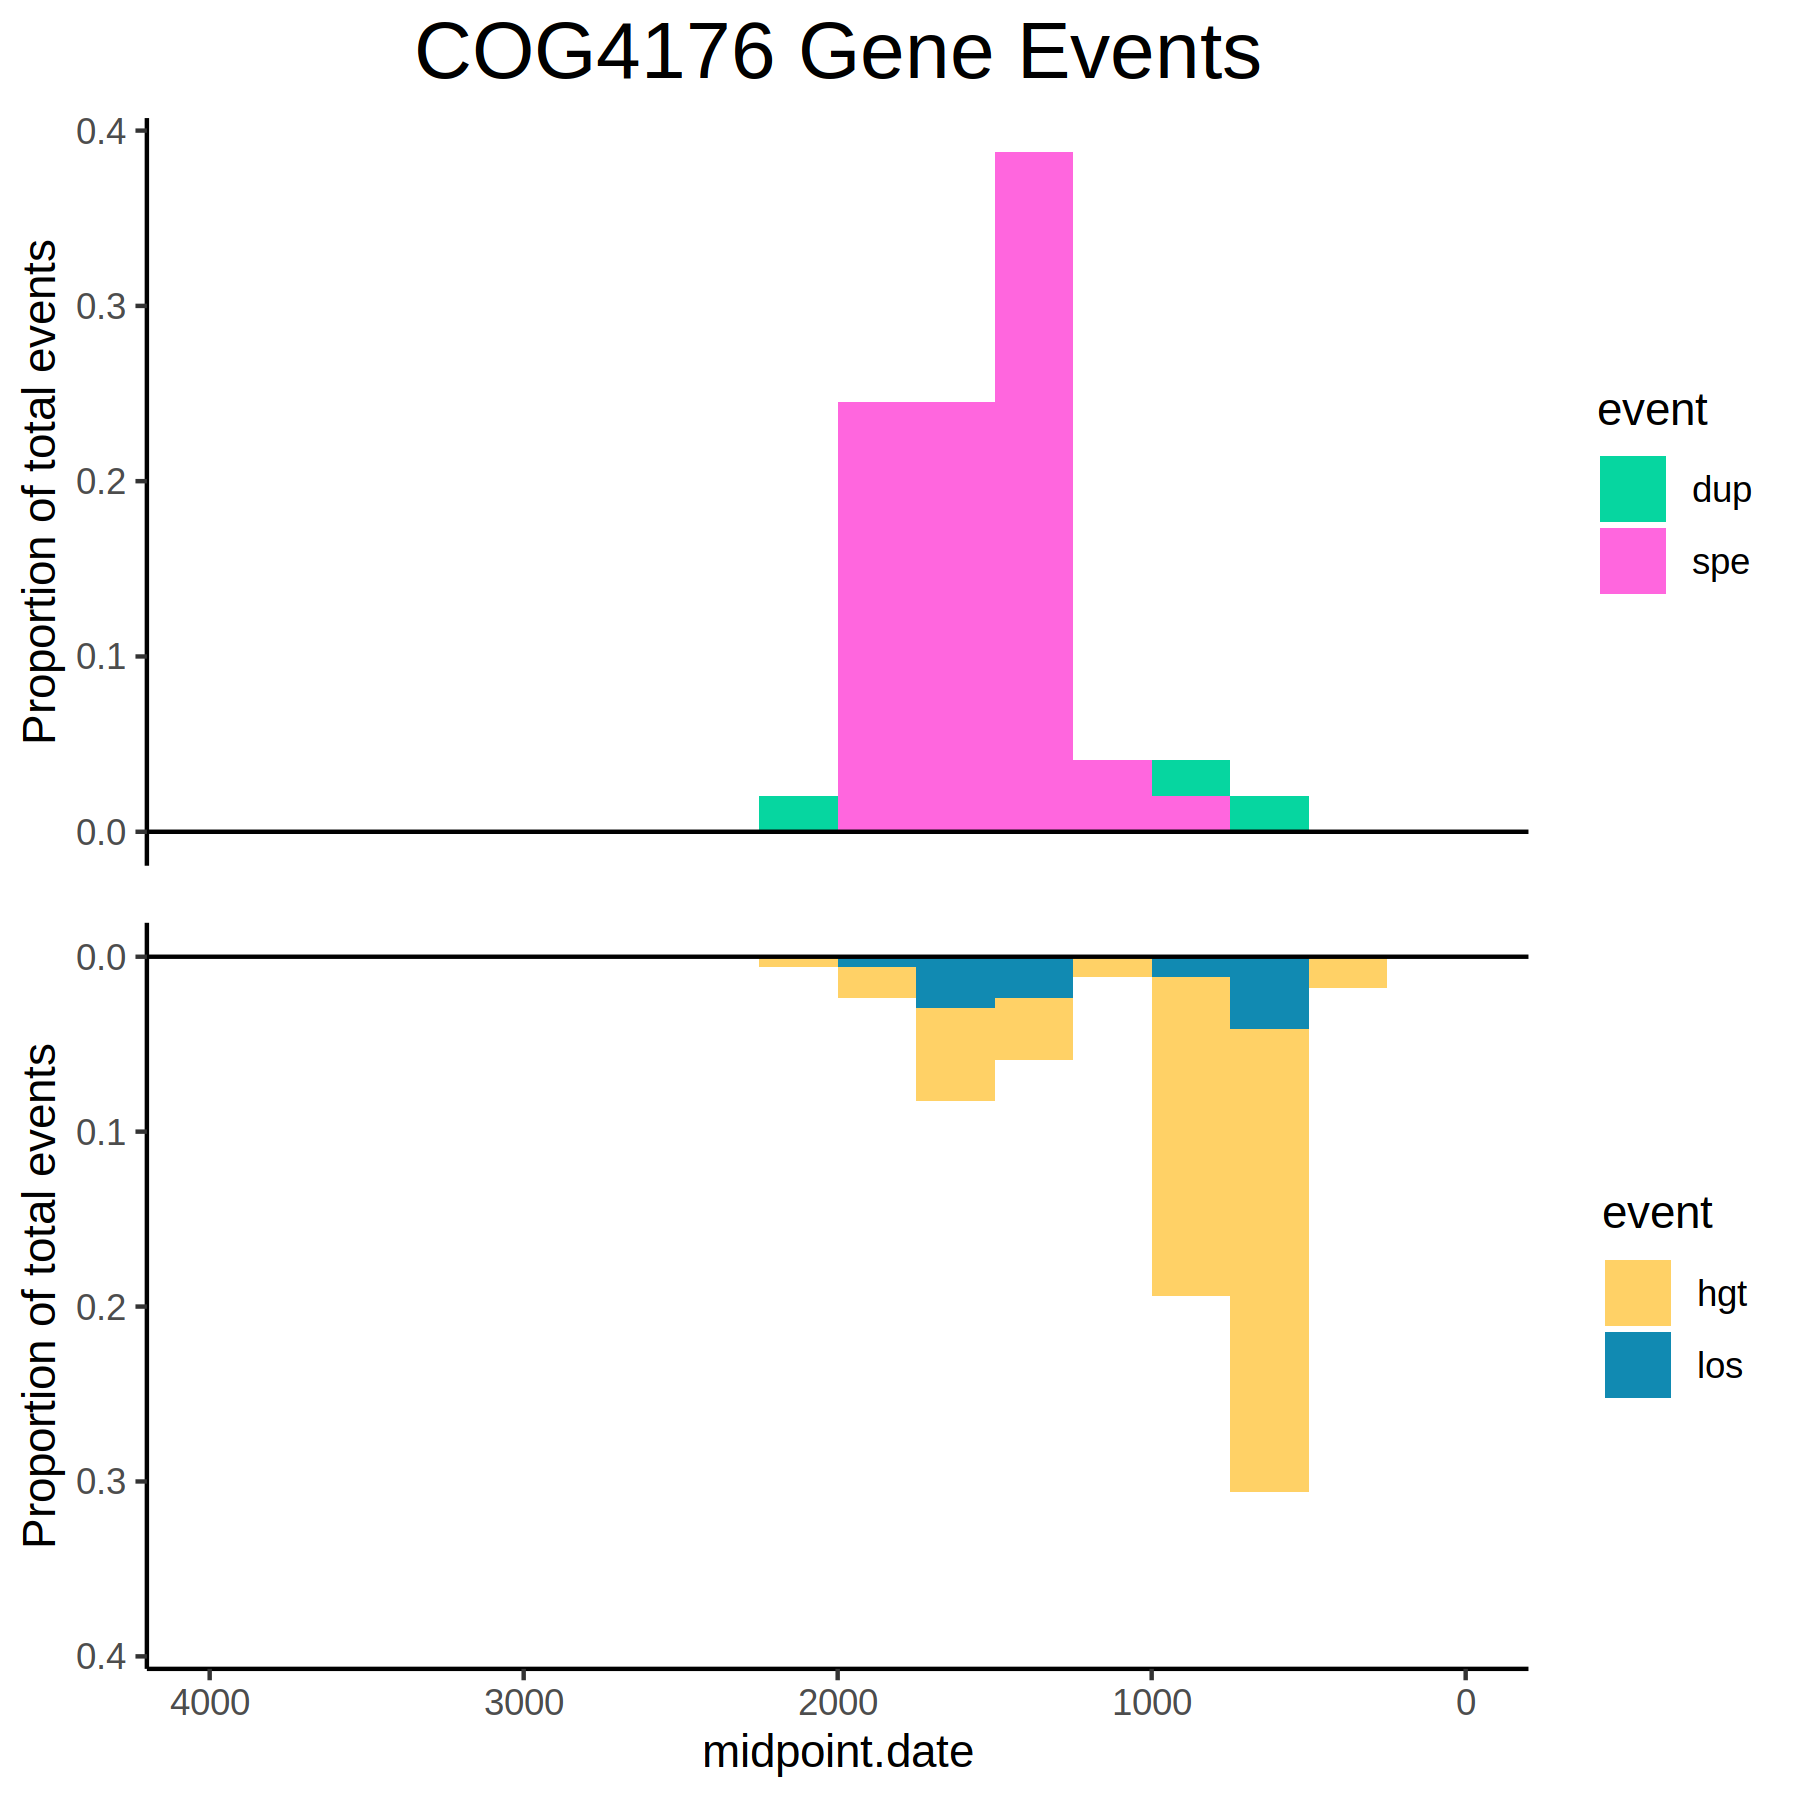 COG4176 Gene Events
Proportion of total events
0.4
0.3
0.2
0.1
0.0
event
dup
spe
Proportion of total events
0.0
0.1
0.2
0.3
0.4
event
hgt
los
4000 3000 2000 1000 0
midpoint.date